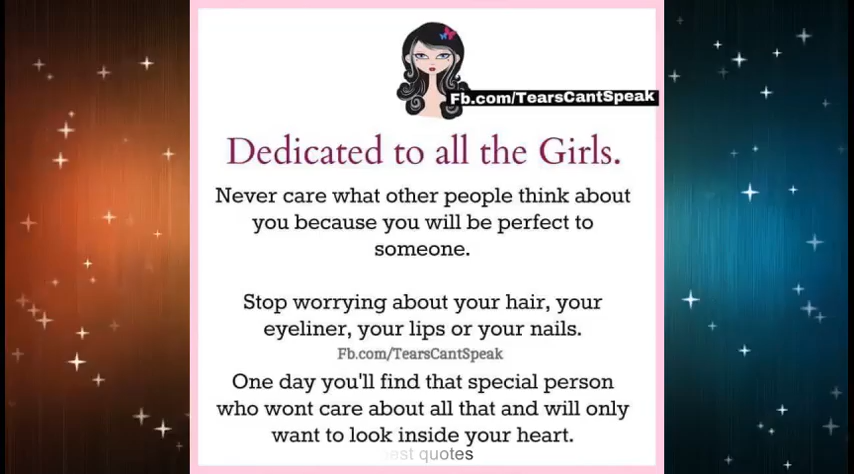 Fb.com/TearsCantSpeak
Dedicated to all the Girls.
Never care what other people think about
you because you will be perfect to
someone.
Stop worrying about your hair, your
eyeliner, your lips or your nails.
Fb.com/TearsCantSpeak
One day you'll find that special person
who wont care about all that and will only
want to look inside your heart.
best quotes